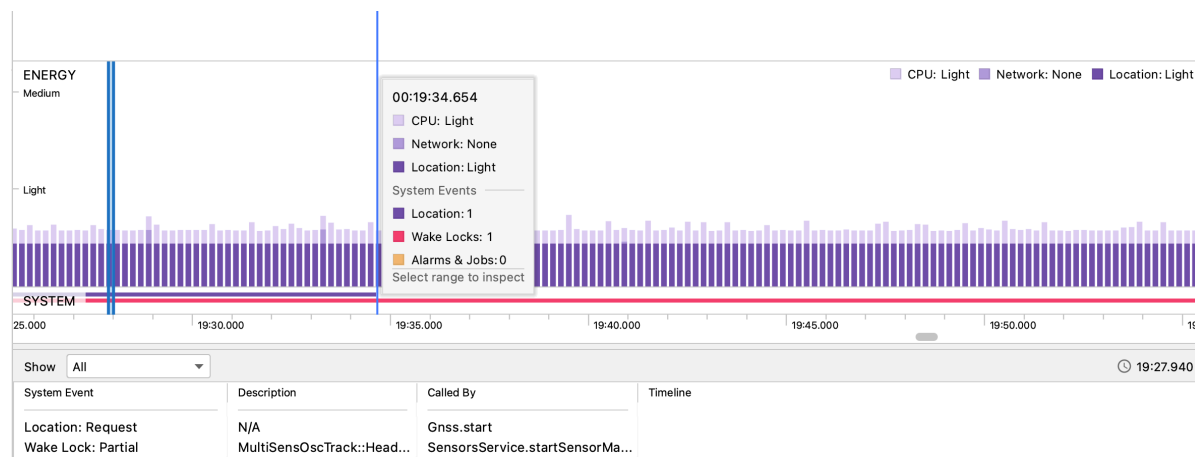 ENERGY
Medium
Light
CPU: Light Network: None Location: Light
00:19:34.654
CPU: Light
Network: None
Location: Light
System Events
Location: 1
Wake Locks: 1
Alarms & Jobs: 0
Select range to inspect
SYSTEM
25.000 19:30.000 19:35.000 19:40.000 19:45.000 19:50.000 19
Show All 19:27.940
System Event Description Called By Timeline
Location: Request N/A Gnss.start
Wake Lock: Partial MultiSensOscTrack::Head... SensorsService.startSensorMa...